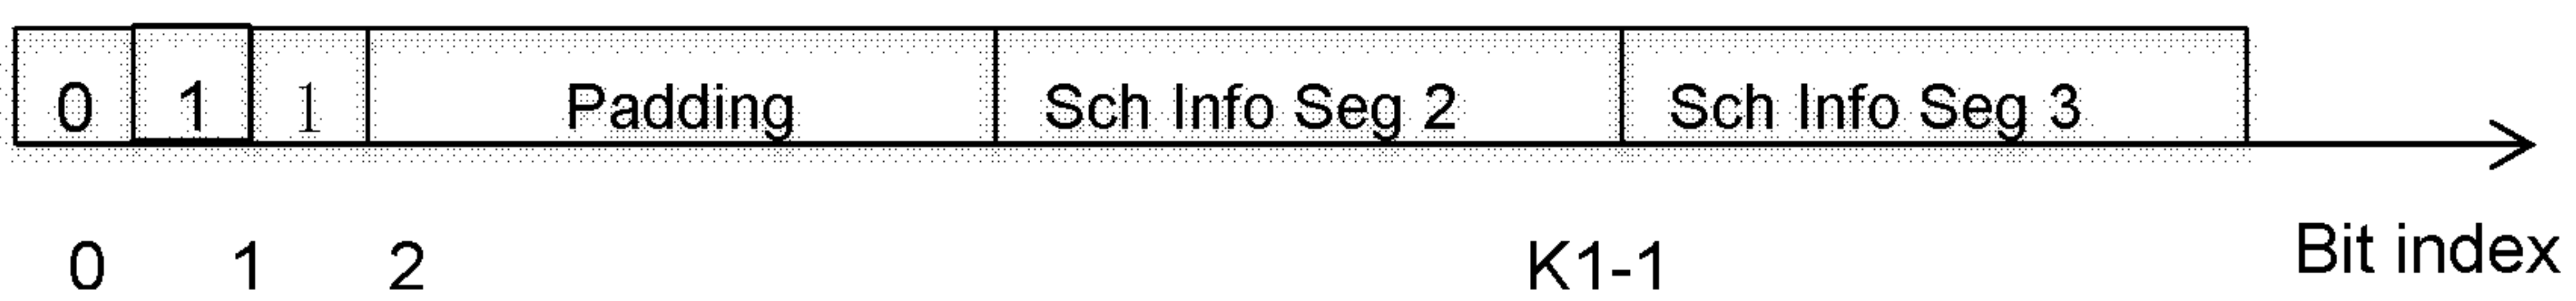 0 1 1 Padding Sch Info Seg 2 Sch Info Seg 3
0 1 2 K1-1 Bit index